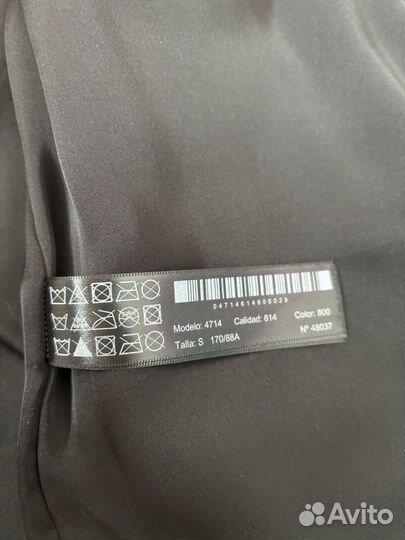 04714614800029
Modelo: 4714 Calidad: 614 Color: 800
Talla: S 170/88A Nº 48037
Avito